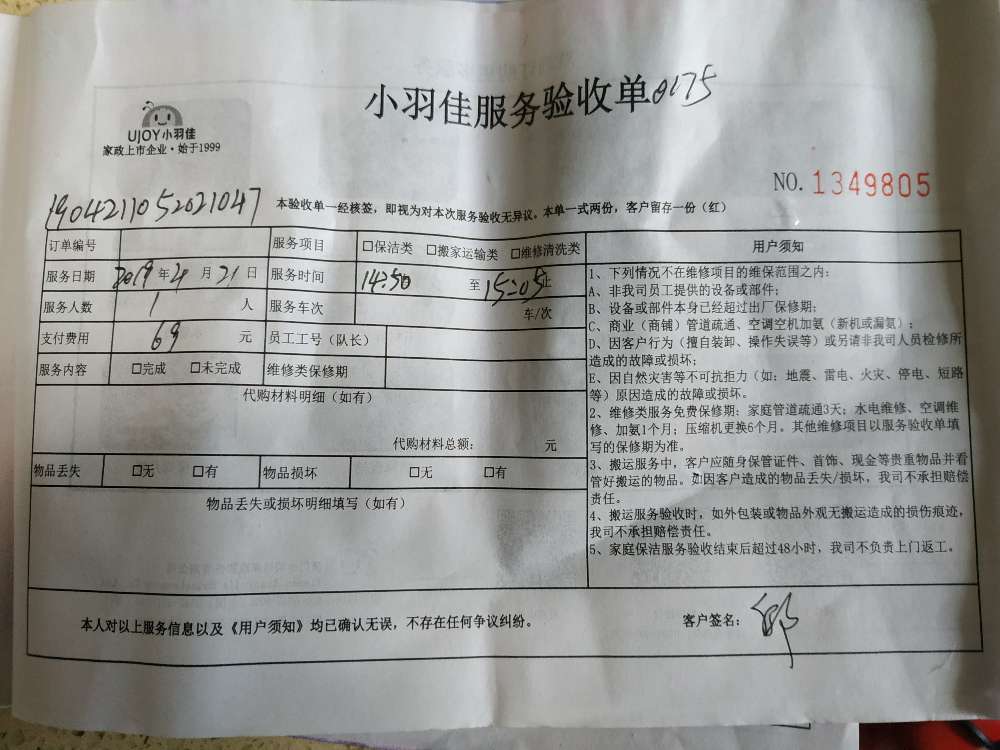 小羽佳服务验收单 0175
UJOY小羽佳
家政上市企业·始于1999
NO. 1349805
1904211052021047
本验收单一经核签，即视为对本次服务验收无异议。本单一式两份，客户留存一份（红）
订单编号 服务项目 □保洁类 □搬家运输类 □维修清洗类
服务日期 2019年4月21日 服务时间 14:50 至 15:05止
服务人数 1 人 服务车次 车/次
支付费用 69 元 员工工号（队长）
服务内容 □完成 □未完成 维修类保修期
代购材料明细（如有）
代购材料总额： 元
物品丢失 □无 □有 物品损坏 □无 □有
物品丢失或损坏明细填写（如有）
用户须知
1、下列情况不在维修项目的维保范围之内：
A、非我司员工提供的设备或部件；
B、设备或部件本身已经超过出厂保修期；
C、商业（商铺）管道疏通、空调空机加氨（新机或漏氨）；
D、因客户行为（擅自装卸、操作失误等）或另请非我司人员检修所
造成的故障或损坏；
E、因自然灾害等不可抗拒力（如：地震、雷电、火灾、停电、短路
等）原因造成的故障或损坏。
2、维修类服务免费保修期：家庭管道疏通3天；水电维修、空调维
修、加氨1个月；压缩机更换6个月。其他维修项目以服务验收单填
写的保修期为准。
3、搬运服务中，客户应随身保管证件、首饰、现金等贵重物品并看
管好搬运的物品。如因客户造成的物品丢失/损坏，我司不承担赔偿
责任。
4、搬运服务验收时，如外包装或物品外观无搬运造成的损伤痕迹，
我司不承担赔偿责任。
5、家庭保洁服务验收结束后超过48小时，我司不负责上门返工。
本人对以上服务信息以及《用户须知》均已确认无误，不存在任何争议纠纷。
客户签名：